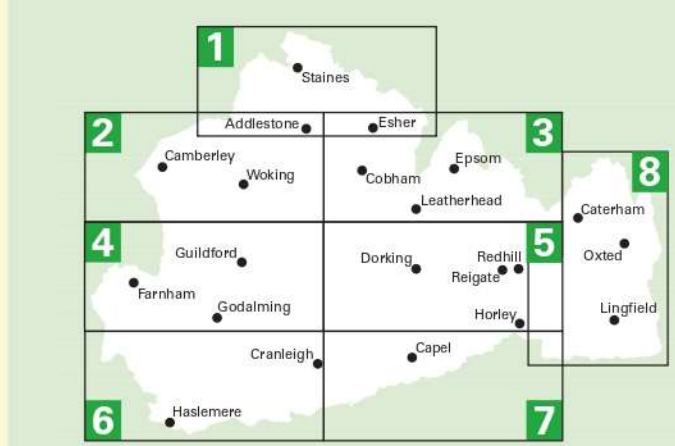 1
Staines
2
Addlestone
Esher
3
Camberley
Woking
Cobham
Epsom
Leatherhead
8
Caterham
Oxted
Lingfield
4
Guildford
Farnham
Godalming
Dorking
Redhill
Reigate
5
Horley
Cranleigh
Capel
6
Haslemere
7